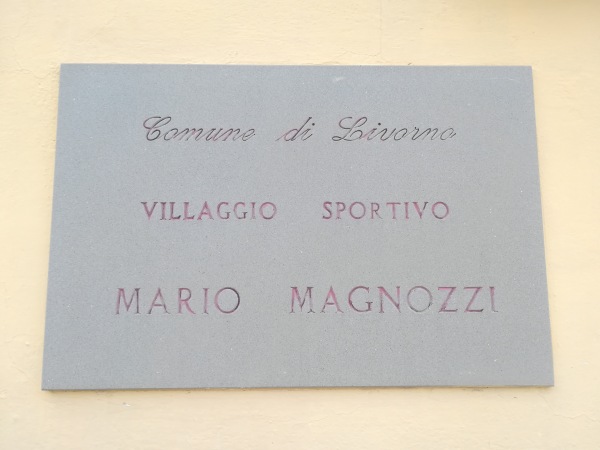 Comune di Livorno
VILLAGGIO SPORTIVO
MARIO MAGNOZZI